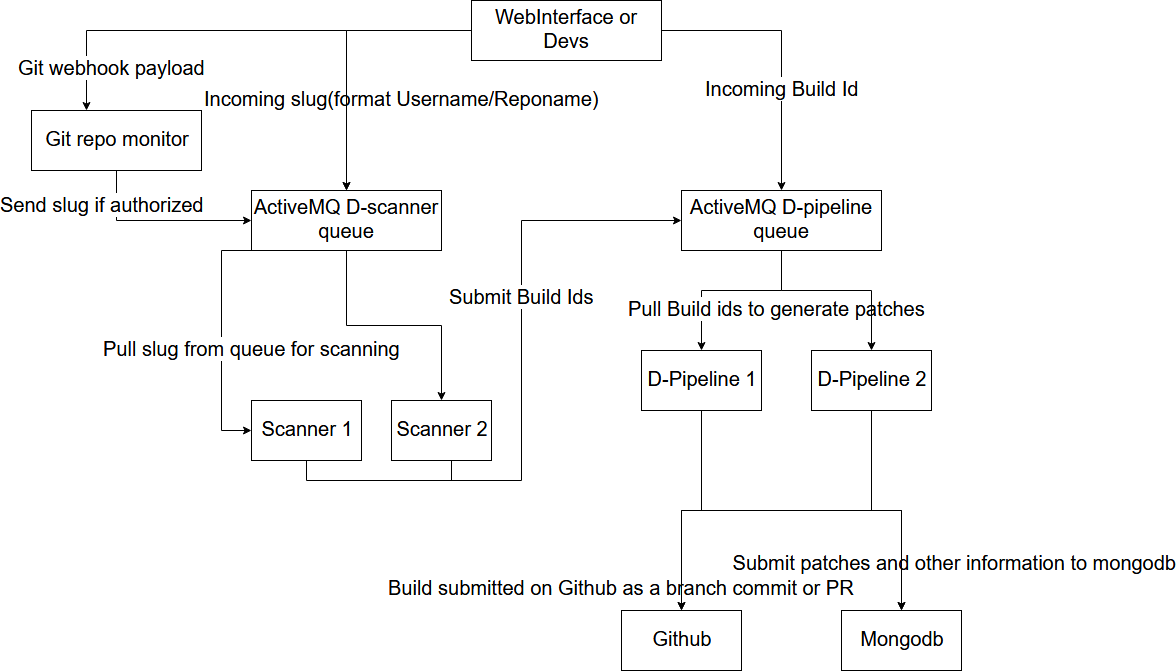 WebInterface or
Devs
Git webhook payload
Incoming Build Id
Incoming slug(format Username/Reponame)
Git repo monitor
Send slug if authorized
ActiveMQ D-scanner
queue
ActiveMQ D-pipeline
queue
Submit Build Ids
Pull Build ids to generate patches
Pull slug from queue for scanning
D-Pipeline 1
D-Pipeline 2
Scanner 1
Scanner 2
Submit patches and other information to mongodb
Build submitted on Github as a branch commit or PR
Github
Mongodb